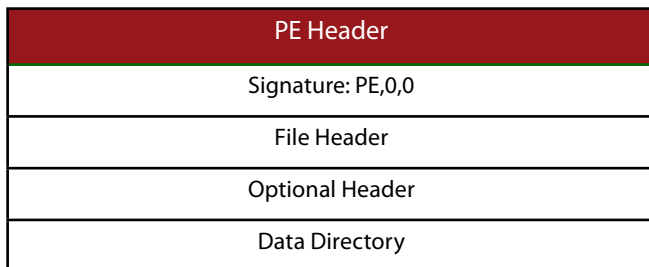 PE Header
Signature: PE,0,0
File Header
Optional Header
Data Directory